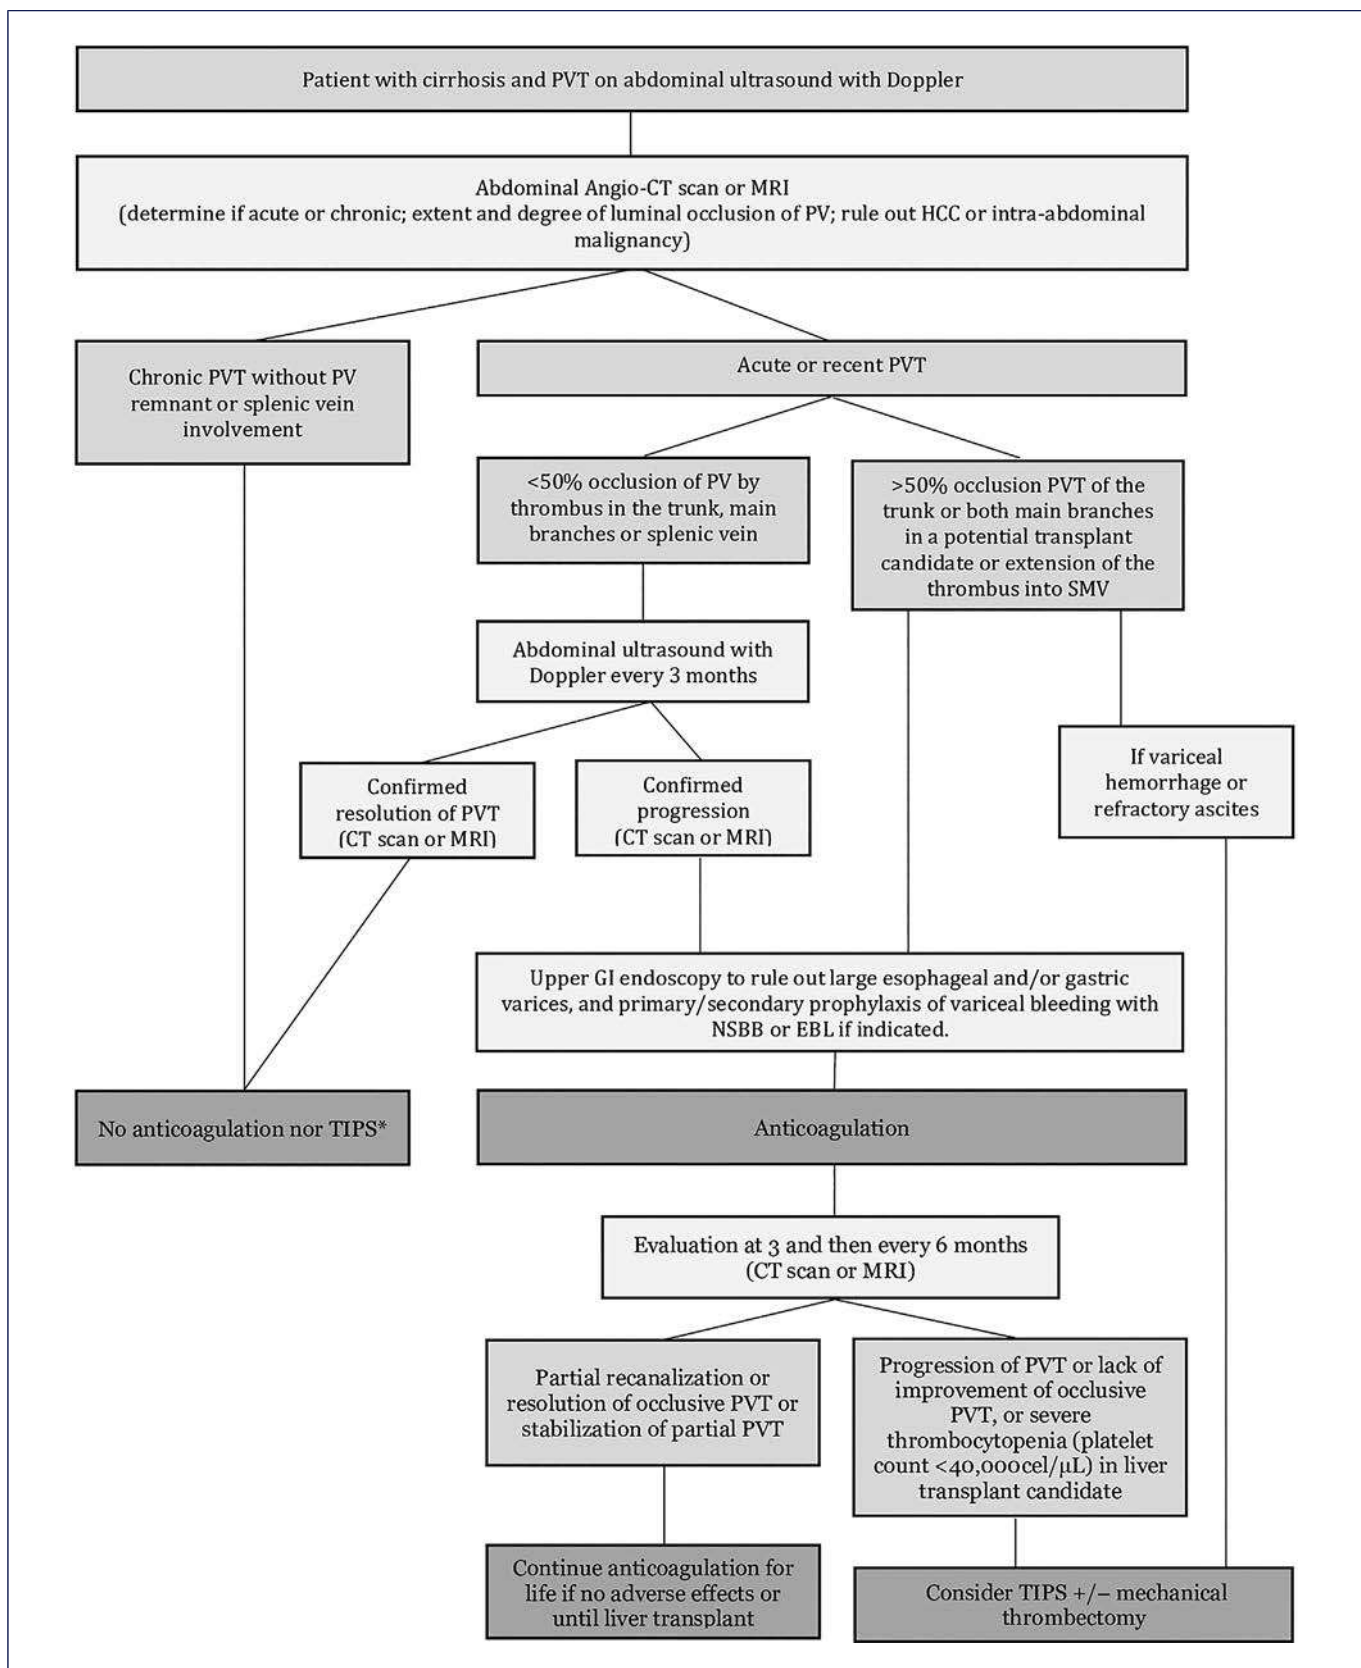 Patient with cirrhosis and PVT on abdominal ultrasound with Doppler
Abdominal Angio-CT scan or MRI
(determine if acute or chronic; extent and degree of luminal occlusion of PV; rule out HCC or intra-abdominal
malignancy)
Chronic PVT without PV
remnant or splenic vein
involvement
Acute or recent PVT
<50% occlusion of PV by
thrombus in the trunk, main
branches or splenic vein
>50% occlusion PVT of the
trunk or both main branches
in a potential transplant
candidate or extension of the
thrombus into SMV
Abdominal ultrasound with
Doppler every 3 months
Confirmed
resolution of PVT
(CT scan or MRI)
Confirmed
progression
(CT scan or MRI)
If variceal
hemorrhage or
refractory ascites
Upper GI endoscopy to rule out large esophageal and/or gastric
varices, and primary/secondary prophylaxis of variceal bleeding with
NSBB or EBL if indicated.
No anticoagulation nor TIPS*
Anticoagulation
Evaluation at 3 and then every 6 months
(CT scan or MRI)
Partial recanalization or
resolution of occlusive PVT or
stabilization of partial PVT
Progression of PVT or lack of
improvement of occlusive
PVT, or severe
thrombocytopenia (platelet
count <40,000cel/µL) in liver
transplant candidate
Continue anticoagulation for
life if no adverse effects or
until liver transplant
Consider TIPS +/− mechanical
thrombectomy